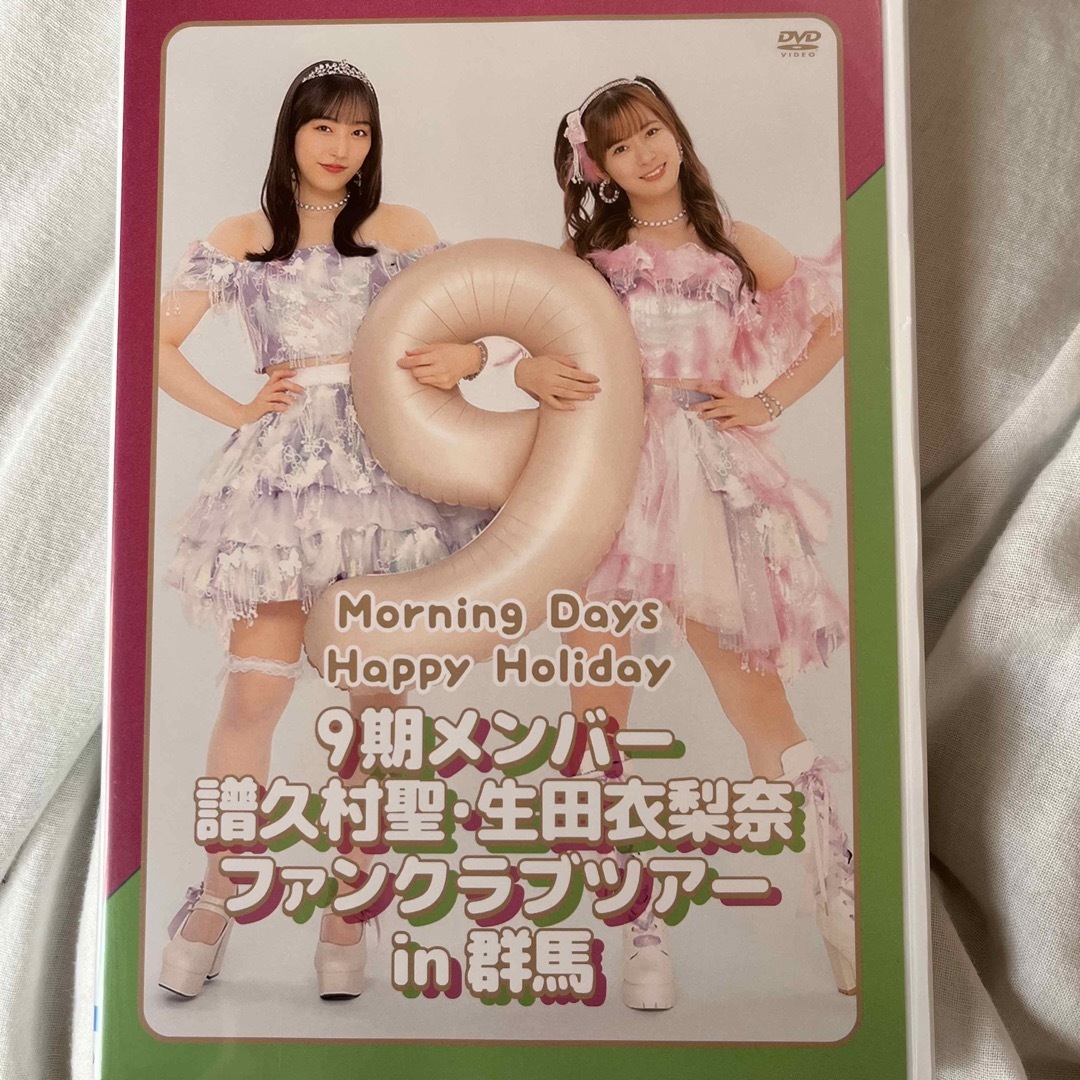 DVD
VIDEO
Morning Days
Happy Holiday
9期メンバー
譜久村聖・生田衣梨奈
ファンクラブツアー
in 群馬